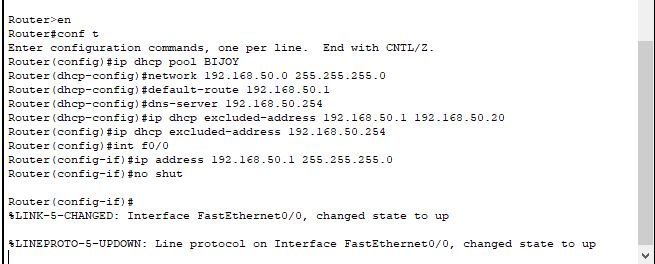 Router>en
Router#conf t
Enter configuration commands, one per line.  End with CNTL/Z.
Router(config)#ip dhcp pool BIJOY
Router(dhcp-config)#network 192.168.50.0 255.255.255.0
Router(dhcp-config)#default-route 192.168.50.1
Router(dhcp-config)#dns-server 192.168.50.254
Router(dhcp-config)#ip dhcp excluded-address 192.168.50.1 192.168.50.20
Router(config)#ip dhcp excluded-address 192.168.50.254
Router(config)#int f0/0
Router(config-if)#ip address 192.168.50.1 255.255.255.0
Router(config-if)#no shut
Router(config-if)#
%LINK-5-CHANGED: Interface FastEthernet0/0, changed state to up
%LINEPROTO-5-UPDOWN: Line protocol on Interface FastEthernet0/0, changed state to up